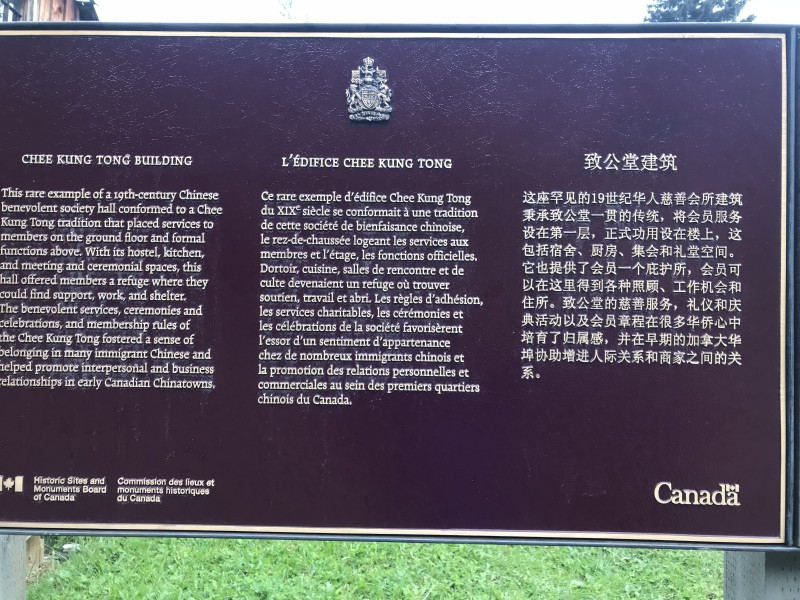 CHEE KUNG TONG BUILDING
This rare example of a 19th-century Chinese
benevolent society hall conformed to a Chee
Kung Tong tradition that placed services to
members on the ground floor and formal
functions above. With its hostel, kitchen,
and meeting and ceremonial spaces, this
hall offered members a refuge where they
could find support, work, and shelter.
The benevolent services, ceremonies and
celebrations, and membership rules of
the Chee Kung Tong fostered a sense of
belonging in many immigrant Chinese and
helped promote interpersonal and business
relationships in early Canadian Chinatowns.
L'ÉDIFICE CHEE KUNG TONG
Ce rare exemple d'édifice Chee Kung Tong
du XIXe siècle se conformait à une tradition
de cette société de bienfaisance chinoise,
le rez-de-chaussée logeant les services aux
membres et l'étage, les fonctions officielles.
Dortoir, cuisine, salles de rencontre et de
culte devenaient un refuge où trouver
soutien, travail et abri. Les règles d'adhésion,
les services charitables, les cérémonies et
les célébrations de la société favorisèrent
l'essor d'un sentiment d'appartenance
chez de nombreux immigrants chinois et
la promotion des relations personnelles et
commerciales au sein des premiers quartiers
chinois du Canada.
致公堂建筑
这座罕见的19世纪华人慈善会所建筑
秉承致公堂一贯的传统，将会员服务
设在第一层，正式功用设在楼上，这
包括宿舍、厨房、集会和礼堂空间。
它也提供了会员一个庇护所，会员可
以在这里得到各种照顾、工作机会和
住所。致公堂的慈善服务，礼仪和庆
典活动以及会员章程在很多华侨心中
培育了归属感，并在早期的加拿大华
埠协助增进人际关系和商家之间的关
系。
Historic Sites and
Monuments Board
of Canada
Commission des lieux et
monuments historiques
du Canada
Canada